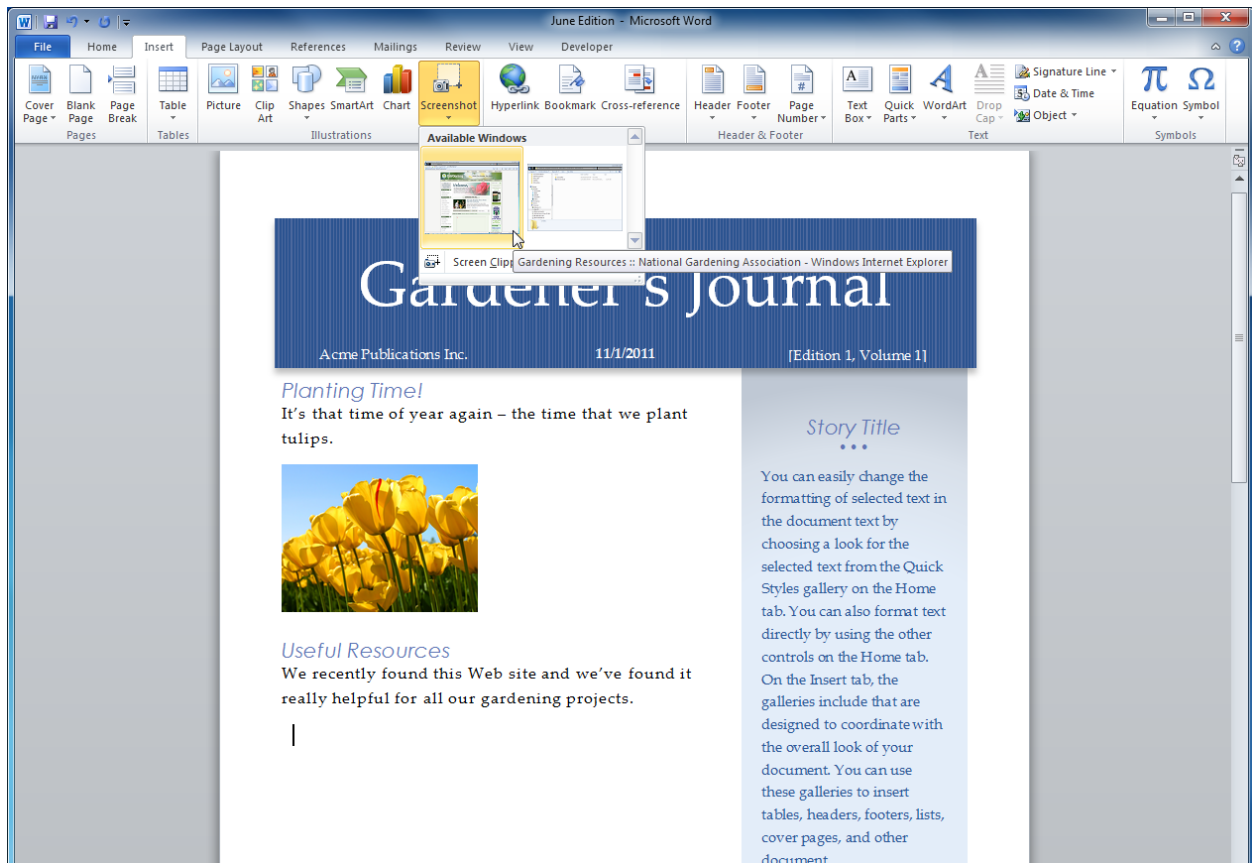 June Edition - Microsoft Word
File Home Insert Page Layout References Mailings Review View Developer
Cover Page
Blank Page
Page Break
Table
Picture
Clip Art
Shapes
SmartArt
Chart
Screenshot
Hyperlink
Bookmark
Cross-reference
Header
Footer
Page Number
Text Box
Quick Parts
WordArt
Drop Cap
Signature Line
Date & Time
Object
Equation
Symbol
Pages Tables Illustrations Header & Footer Text Symbols
Available Windows
Screen Clipp
Gardening Resources :: National Gardening Association - Windows Internet Explorer
Gardener's Journal
Acme Publications Inc. 11/1/2011 [Edition 1, Volume 1]
Planting Time!
It's that time of year again – the time that we plant
tulips.
Useful Resources
We recently found this Web site and we've found it
really helpful for all our gardening projects.
Story Title
You can easily change the
formatting of selected text in
the document text by
choosing a look for the
selected text from the Quick
Styles gallery on the Home
tab. You can also format text
directly by using the other
controls on the Home tab.
On the Insert tab, the
galleries include that are
designed to coordinate with
the overall look of your
document. You can use
these galleries to insert
tables, headers, footers, lists,
cover pages, and other
document